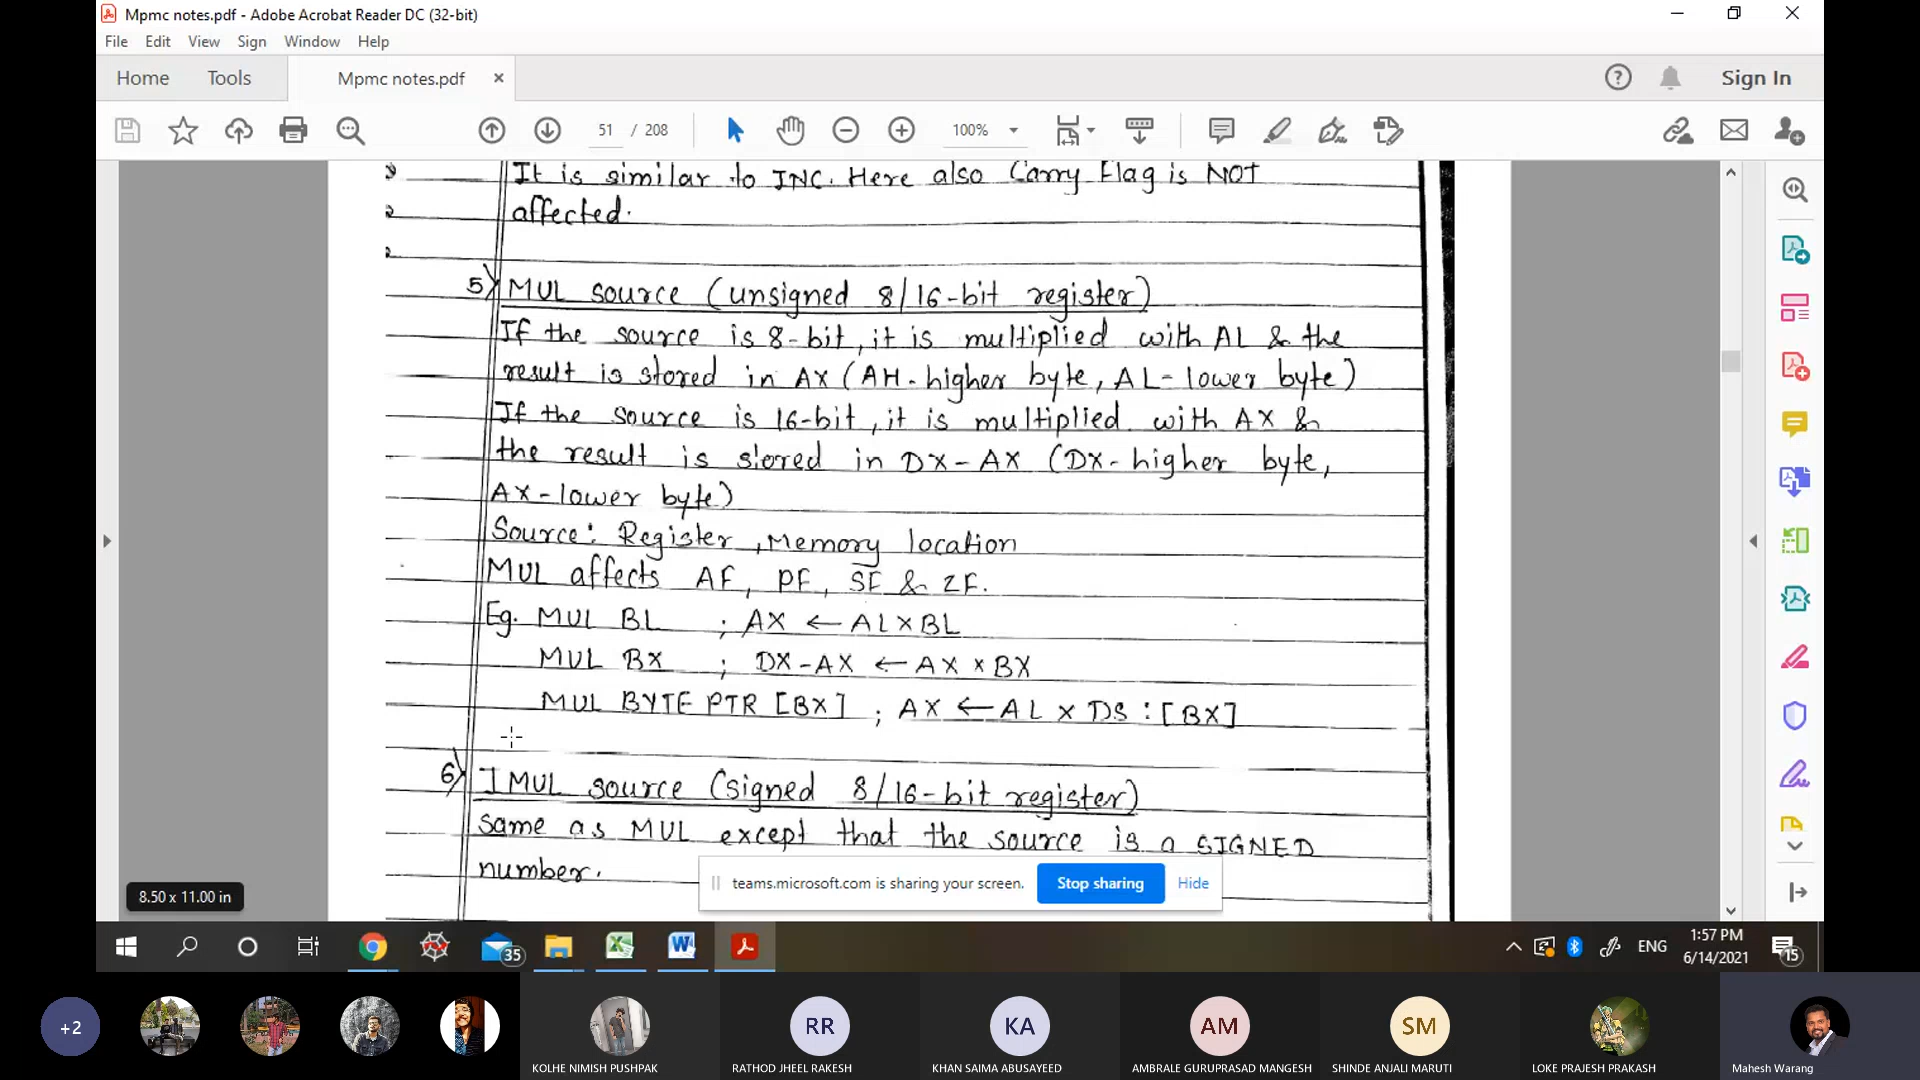 Mpmc notes.pdf - Adobe Acrobat Reader DC (32-bit)
File Edit View Sign Window Help
Home Tools Mpmc notes.pdf × Sign In
51 / 208 100%
It is similar to INC. Here also Carry Flag is NOT
affected.
5) MUL source (unsigned 8/16-bit register)
If the source is 8-bit, it is multiplied with AL & the
result is stored in AX (AH-higher byte, AL-lower byte)
If the source is 16-bit, it is multiplied with AX &
the result is stored in DX-AX (DX-higher byte,
AX-lower byte)
Source: Register, Memory location
MUL affects AF, PF, SF & ZF.
Eg. MUL BL ; AX ← AL × BL
MUL BX ; DX-AX ← AX × BX
MUL BYTE PTR [BX] ; AX ← AL × DS:[BX]
6) IMUL source (signed 8/16-bit register)
same as MUL except that the source is a SIGNED
number.
teams.microsoft.com is sharing your screen. Stop sharing Hide
8.50 x 11.00 in
35
ENG
1:57 PM
6/14/2021
15
+2
RR KA AM SM
KOLHE NIMISH PUSHPAK RATHOD JHEEL RAKESH KHAN SAIMA ABUSAYEED AMBRALE GURUPRASAD MANGESH SHINDE ANJALI MARUTI LOKE PRAJESH PRAKASH Mahesh Warang